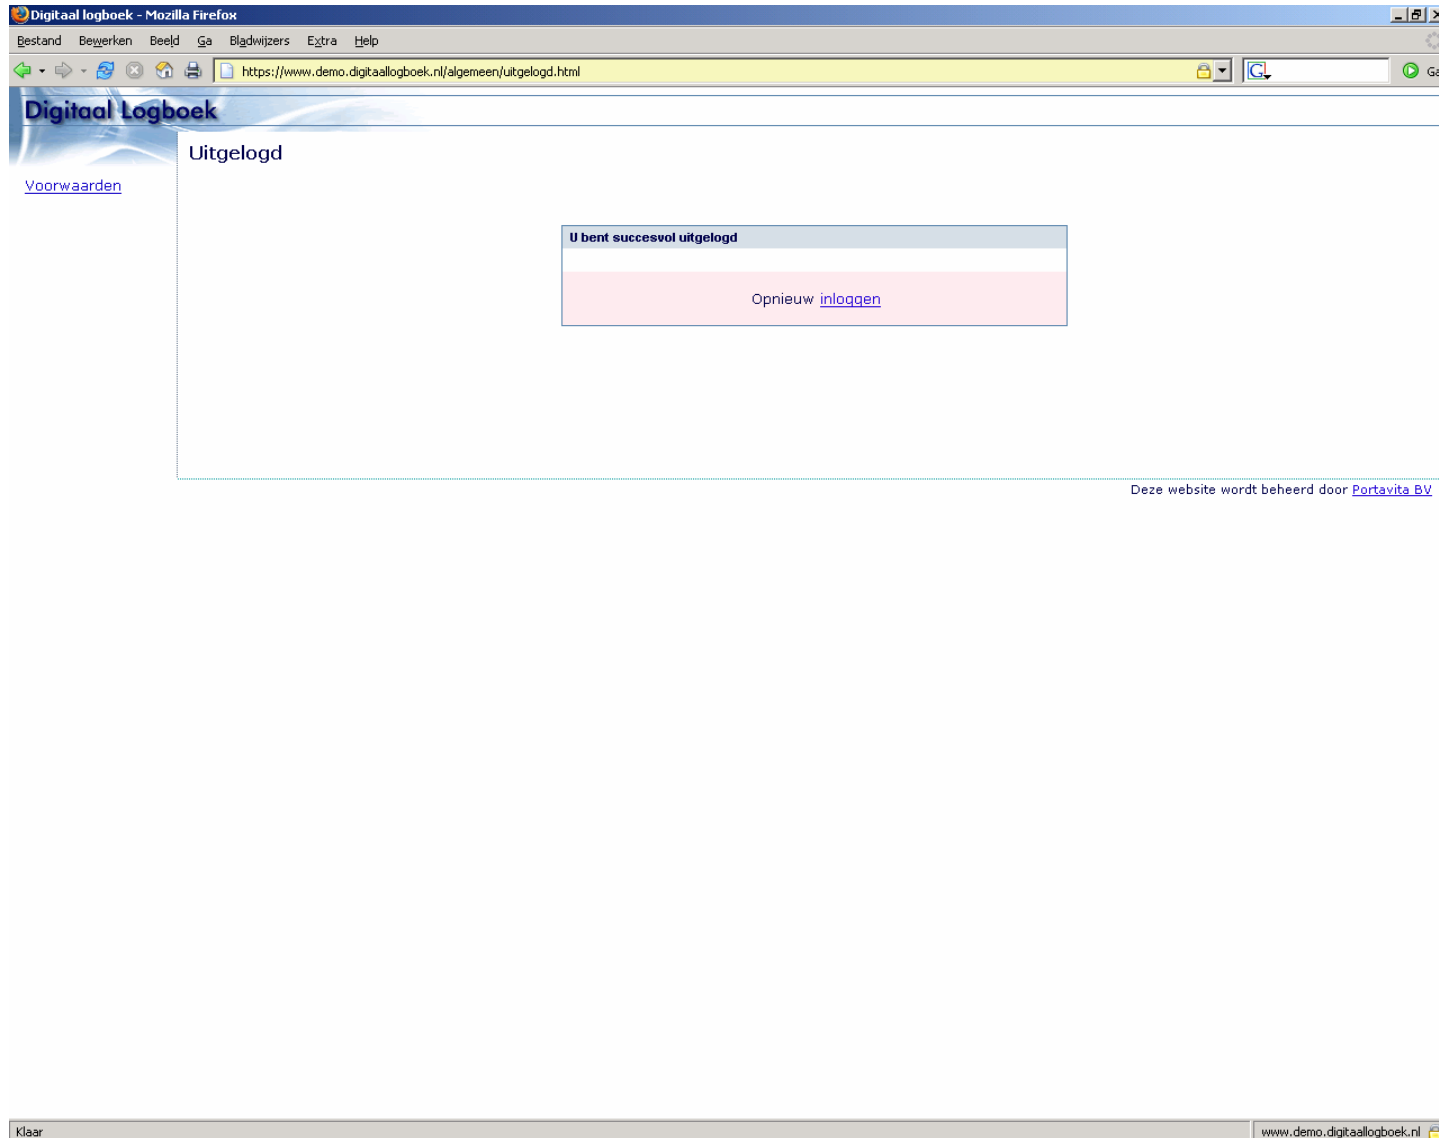 Digitaal logboek - Mozilla Firefox
Bestand Bewerken Beeld Ga Bladwijzers Extra Help
https://www.demo.digitaallogboek.nl/algemeen/uitgelogd.html G
Digitaal Logboek
Uitgelogd
Voorwaarden
U bent succesvol uitgelogd
Opnieuw inloggen
Deze website wordt beheerd door Portavita BV
Klaar www.demo.digitaallogboek.nl